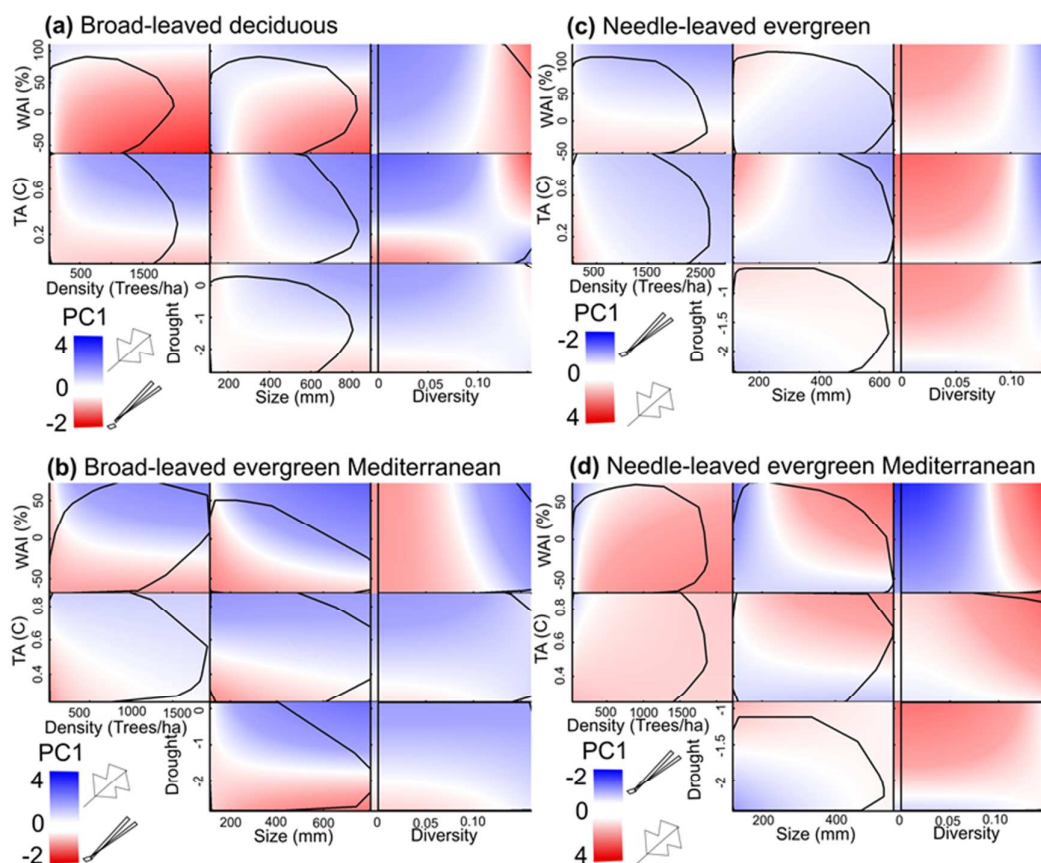 (a) Broad-leaved deciduous
WAI (%)
-50 0 50 100
TA (C)
0.2 0.6
500 1500
Density (Trees/ha)
Drought
-2 -1 0
200 400 600 800
Size (mm)
0 0.05 0.10
Diversity
PC1
4
0
-2
(c) Needle-leaved evergreen
WAI (%)
-50 0 50 100
TA (C)
0.2 0.6
0 1000 2000 3000
Density (Trees/ha)
Drought
-2 -1.5 -1
200 400 600
Size (mm)
0 0.05 0.10
Diversity
PC1
-2
0
4
(b) Broad-leaved evergreen Mediterranean
WAI (%)
-50 0 50
TA (C)
0.4 0.6 0.8
500 1000 1500
Density (Trees/ha)
Drought
-2 -1 0
200 400 600
Size (mm)
0 0.05 0.10
Diversity
PC1
4
0
-2
(d) Needle-leaved evergreen Mediterranean
WAI (%)
-50 0 50
TA (C)
0.4 0.6 0.8
500 1000 1500
Density (Trees/ha)
Drought
-2 -1.5 -1
200 400 600
Size (mm)
0 0.05 0.10
Diversity
PC1
-2
0
4